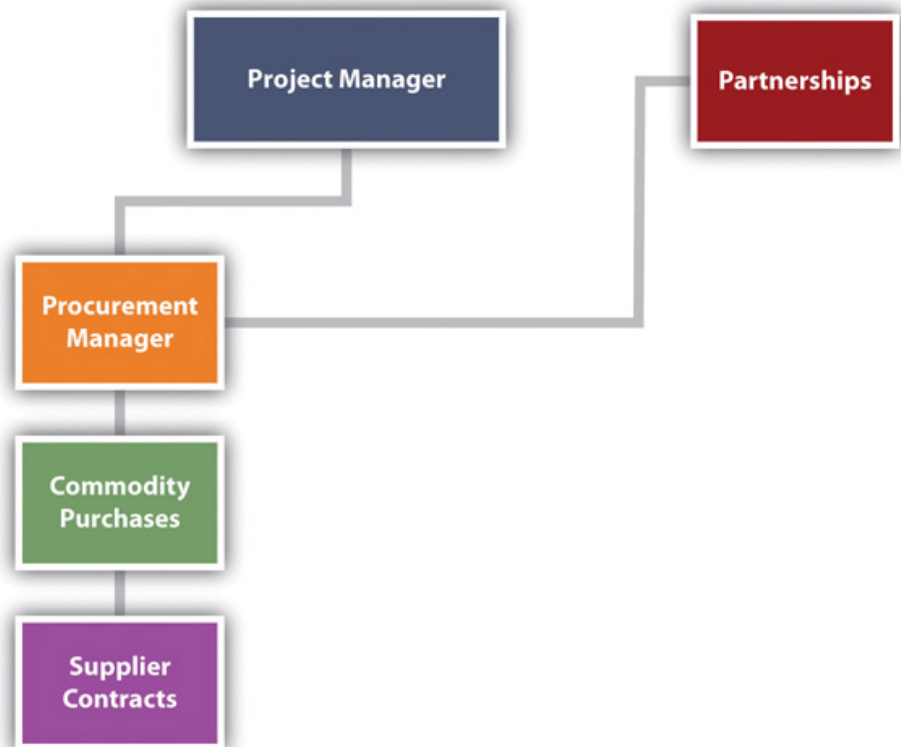 Project Manager
Partnerships
Procurement
Manager
Commodity
Purchases
Supplier
Contracts